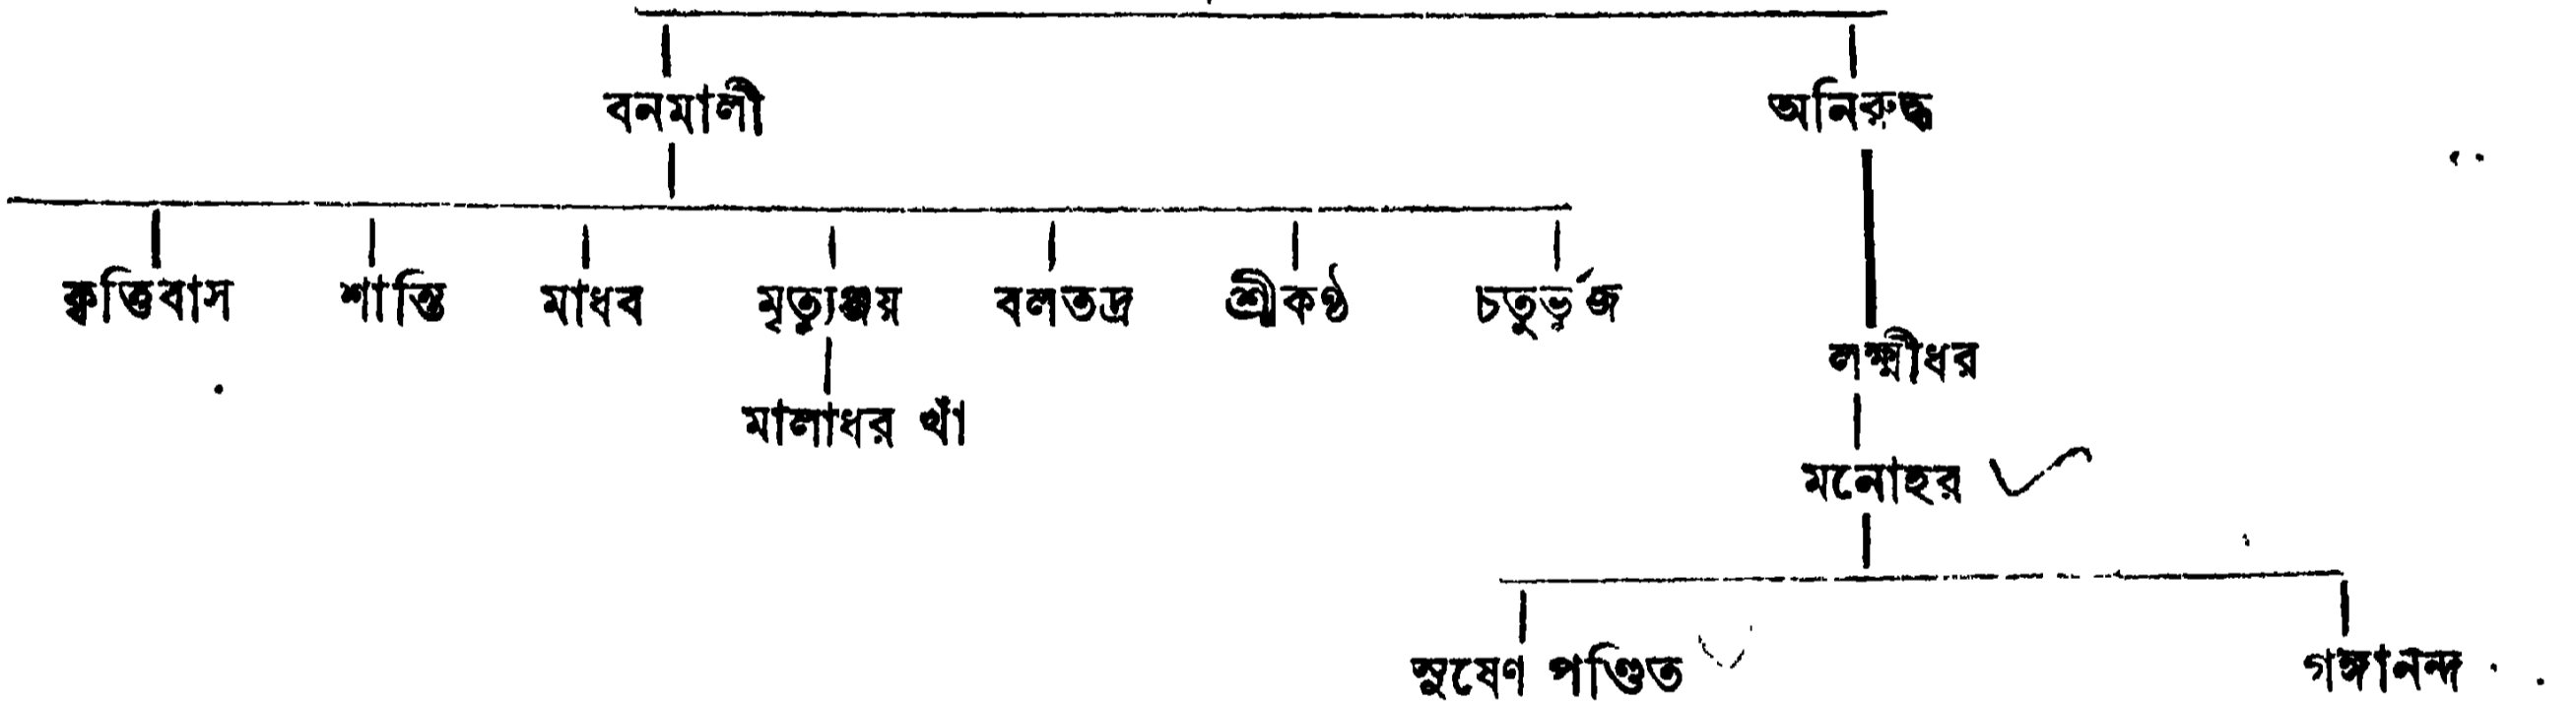 বনমালী অনিরুদ্ধ
কৃত্তিবাস শান্তি মাধব মৃত্যুঞ্জয় বলভদ্র শ্রীকণ্ঠ চতুর্ভুজ
লক্ষ্মীধর
মালাধর খাঁ
মনোহর
সুষেণ পণ্ডিত গঙ্গানন্দ